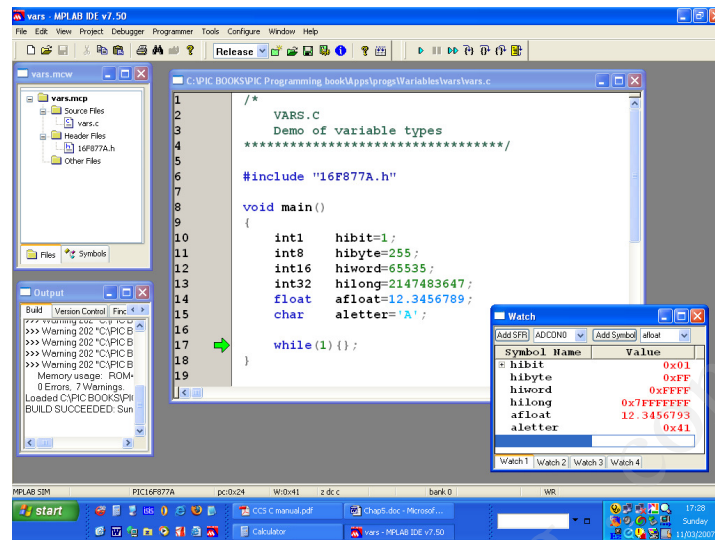 vars - MPLAB IDE v7.50
File Edit View Project Debugger Programmer Tools Configure Window Help
Release
vars.mcw
vars.mcp
Source Files
vars.c
Header Files
16F877A.h
Other Files
Files Symbols
C:\PIC BOOKS\PIC Programming book\Apps\progs\Variables\vars\vars.c
1 /*
2 VARS.C
3 Demo of variable types
4 **********************************/
5
6 #include "16F877A.h"
7
8 void main()
9 {
10 int1 hibit=1;
11 int8 hibyte=255;
12 int16 hiword=65535;
13 int32 hilong=2147483647;
14 float afloat=12.3456789;
15 char aletter='A';
16
17 while(1){};
18 }
19
Output
Build Version Control Finc
>>> Warning 202 "C:\PIC B
>>> Warning 202 "C:\PIC B
>>> Warning 202 "C:\PIC B
>>> Warning 202 "C:\PIC B
Memory usage: ROM=
0 Errors, 7 Warnings.
Loaded C:\PIC BOOKS\PI
BUILD SUCCEEDED: Sun
Watch
Add SFR ADCON0 Add Symbol afloat
Symbol Name Value
hibit 0x01
hibyte 0xFF
hiword 0xFFFF
hilong 0x7FFFFFFF
afloat 12.3456793
aletter 0x41
Watch 1 Watch 2 Watch 3 Watch 4
MPLAB SIM PIC16F877A pc:0x24 W:0x41 z dc c bank 0 WR
start
ISIS
CCS C manual.pdf
Chap5.doc - Microsof...
Calculator
vars - MPLAB IDE v7.50
17:28
Sunday
11/03/2007